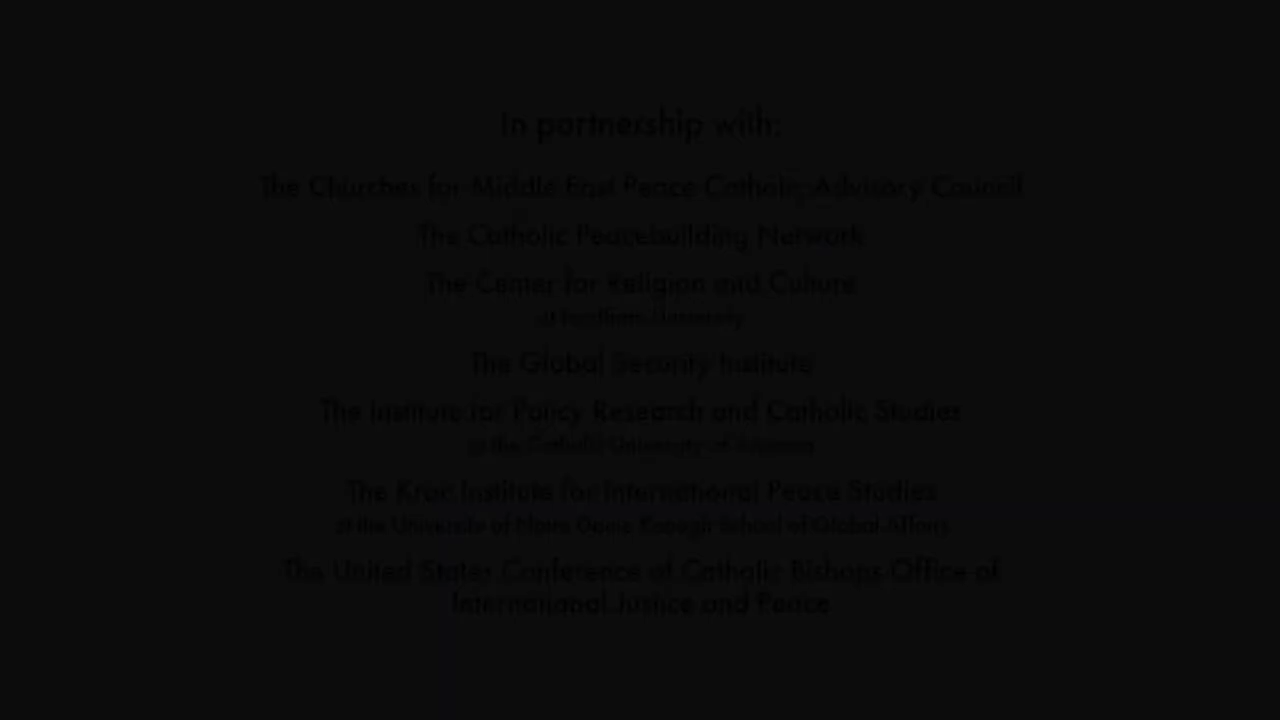 In partnership with:
The Churches for Middle East Peace Catholic Advisory Council
The Catholic Peacebuilding Network
The Center for Religion and Culture
at Fordham University
The Global Security Institute
The Institute for Policy Research and Catholic Studies
at the Catholic University of America
The Kroc Institute for International Peace Studies
at the University of Notre Dame Keough School of Global Affairs
The United States Conference of Catholic Bishops Office of
International Justice and Peace